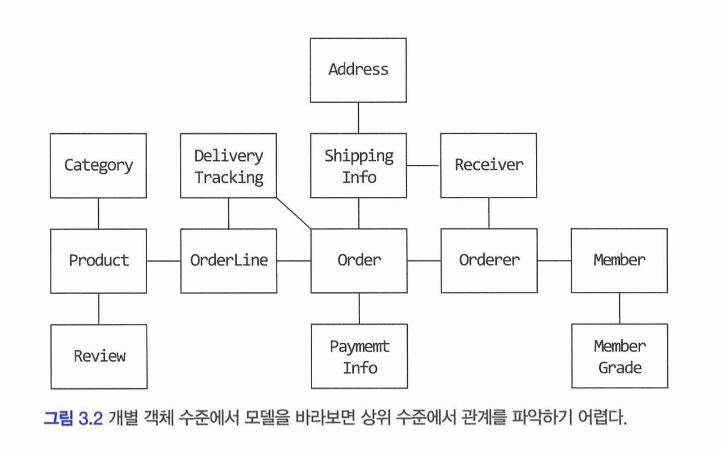 Address
Category
Delivery
Tracking
Shipping
Info
Receiver
Product
OrderLine
Order
Orderer
Member
Review
Paymemt
Info
Member
Grade
그림 3.2 개별 객체 수준에서 모델을 바라보면 상위 수준에서 관계를 파악하기 어렵다.